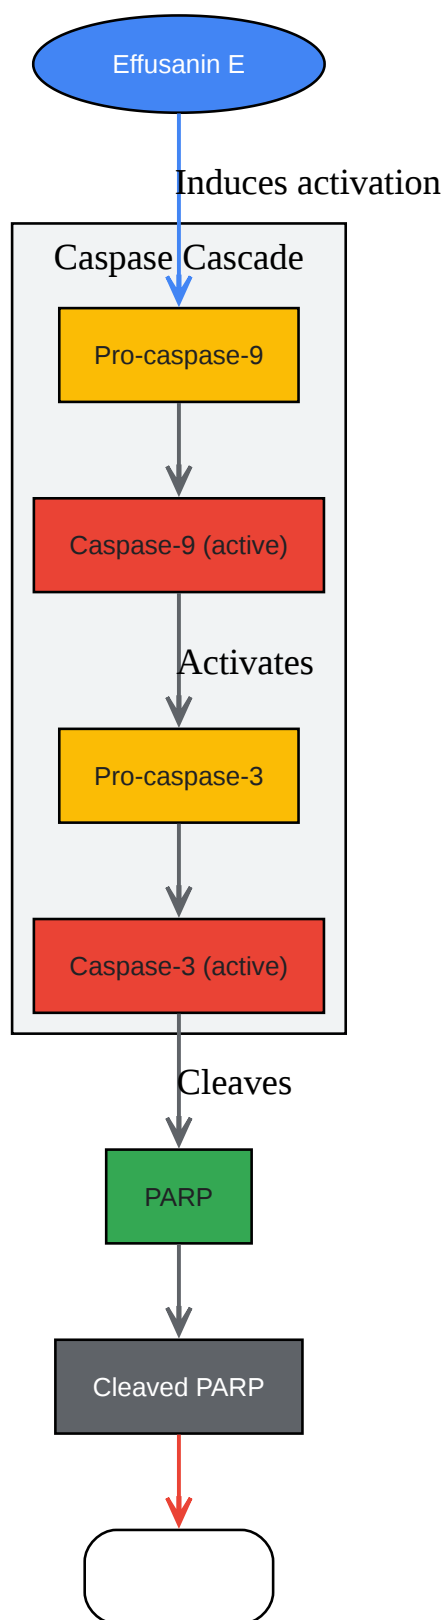 Effusanin E
Induces activation
Caspase Cascade
Pro-caspase-9
Caspase-9 (active)
Activates
Pro-caspase-3
Caspase-3 (active)
Cleaves
PARP
Cleaved PARP